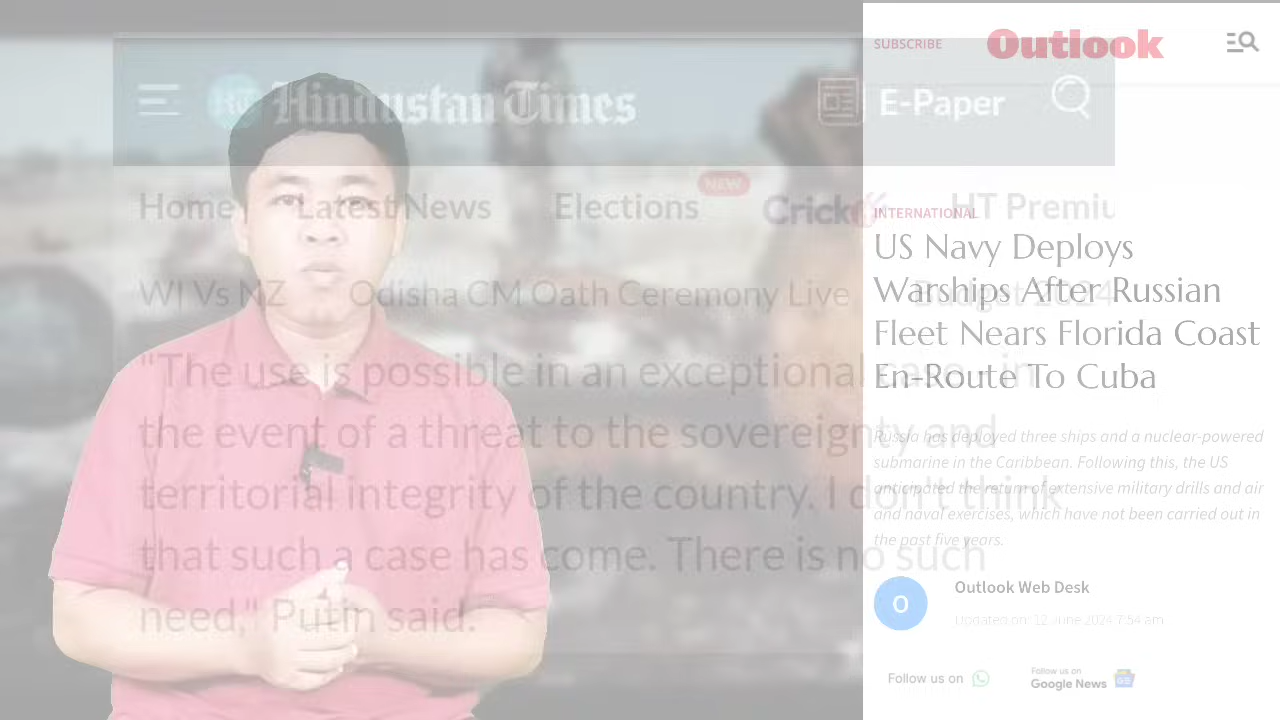 SUBSCRIBE
Outlook
Hindustan Times
E-Paper
NEW
Home
Latest News
Elections
HT Premiu
INTERNATIONAL
US Navy Deploys
Warships After Russian
Fleet Nears Florida Coast
En-Route To Cuba
WI Vs NZ
Odisha CM Oath Ceremony Live
Budget 2024
"The use is possible in an exceptional case - in
the event of a threat to the sovereignty and
territorial integrity of the country. I don't think
that such a case has come. There is no such
need," Putin said.
Russia has deployed three ships and a nuclear-powered
submarine in the Caribbean. Following this, the US
anticipated the return of extensive military drills and air
and naval exercises, which have not been carried out in
the past five years.
O
Outlook Web Desk
Updated on: 12 June 2024 7:54 am
Follow us on
Follow us on
Google News